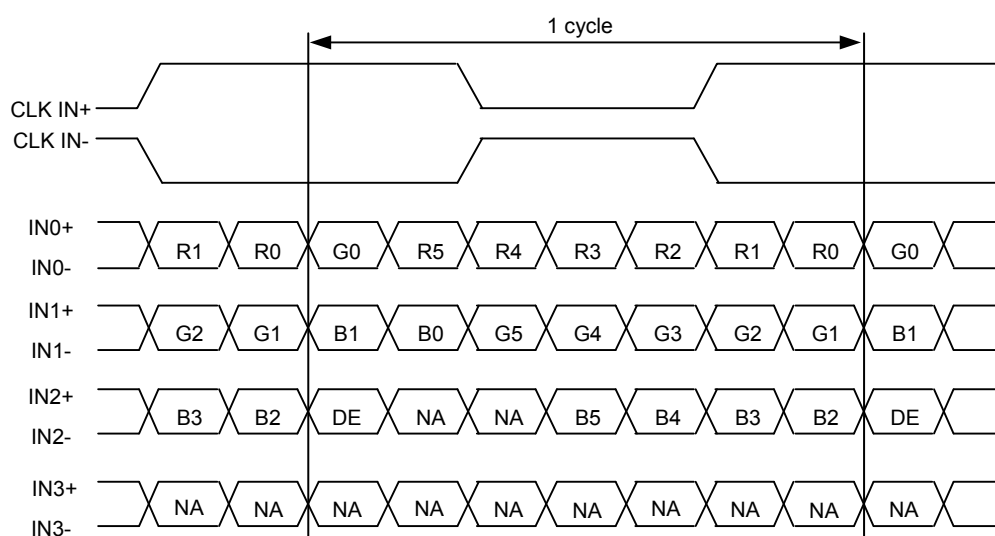 1 cycle
CLK IN+
CLK IN-
IN0+
R1 R0 G0 R5 R4 R3 R2 R1 R0 G0
IN0-
IN1+
G2 G1 B1 B0 G5 G4 G3 G2 G1 B1
IN1-
IN2+
B3 B2 DE NA NA B5 B4 B3 B2 DE
IN2-
IN3+
NA NA NA NA NA NA NA NA NA NA
IN3-